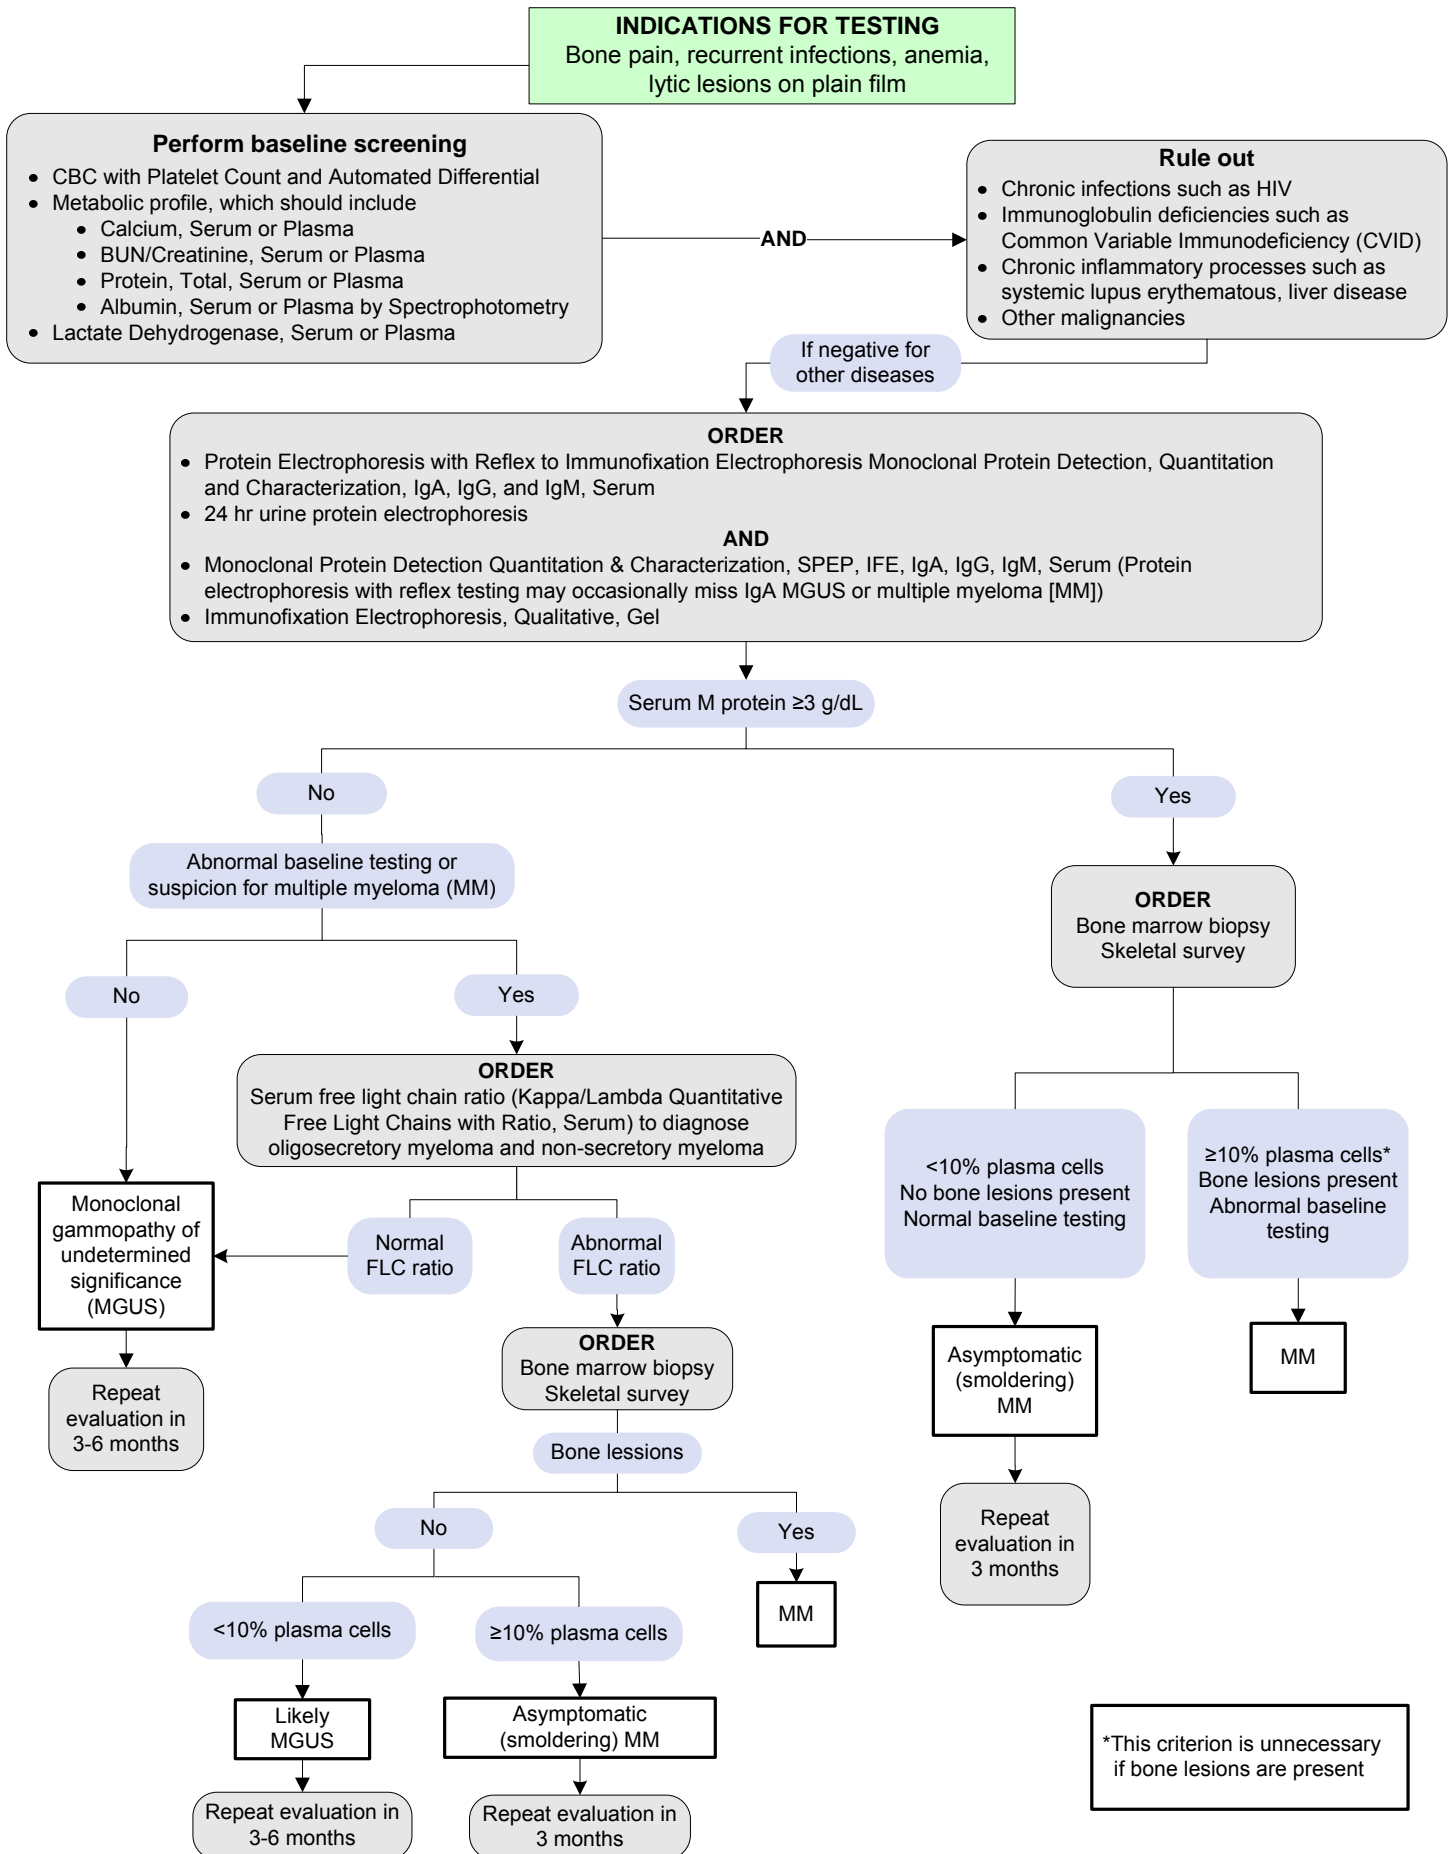 INDICATIONS FOR TESTING
Bone pain, recurrent infections, anemia,
lytic lesions on plain film
Perform baseline screening
• CBC with Platelet Count and Automated Differential
• Metabolic profile, which should include
• Calcium, Serum or Plasma
• BUN/Creatinine, Serum or Plasma
• Protein, Total, Serum or Plasma
• Albumin, Serum or Plasma by Spectrophotometry
• Lactate Dehydrogenase, Serum or Plasma
AND
Rule out
• Chronic infections such as HIV
• Immunoglobulin deficiencies such as
Common Variable Immunodeficiency (CVID)
• Chronic inflammatory processes such as
systemic lupus erythematous, liver disease
• Other malignancies
If negative for
other diseases
ORDER
• Protein Electrophoresis with Reflex to Immunofixation Electrophoresis Monoclonal Protein Detection, Quantitation
and Characterization, IgA, IgG, and IgM, Serum
• 24 hr urine protein electrophoresis
AND
• Monoclonal Protein Detection Quantitation & Characterization, SPEP, IFE, IgA, IgG, IgM, Serum (Protein
electrophoresis with reflex testing may occasionally miss IgA MGUS or multiple myeloma [MM])
• Immunofixation Electrophoresis, Qualitative, Gel
Serum M protein ≥3 g/dL
No
Yes
Abnormal baseline testing or
suspicion for multiple myeloma (MM)
ORDER
Bone marrow biopsy
Skeletal survey
No
Yes
ORDER
Serum free light chain ratio (Kappa/Lambda Quantitative
Free Light Chains with Ratio, Serum) to diagnose
oligosecretory myeloma and non-secretory myeloma
<10% plasma cells
No bone lesions present
Normal baseline testing
≥10% plasma cells*
Bone lesions present
Abnormal baseline
testing
Monoclonal
gammopathy of
undetermined
significance
(MGUS)
Normal
FLC ratio
Abnormal
FLC ratio
ORDER
Bone marrow biopsy
Skeletal survey
Asymptomatic
(smoldering)
MM
MM
Repeat
evaluation in
3-6 months
Bone lessions
No
Yes
Repeat
evaluation in
3 months
MM
<10% plasma cells
≥10% plasma cells
Likely
MGUS
Asymptomatic
(smoldering) MM
*This criterion is unnecessary
if bone lesions are present
Repeat evaluation in
3-6 months
Repeat evaluation in
3 months